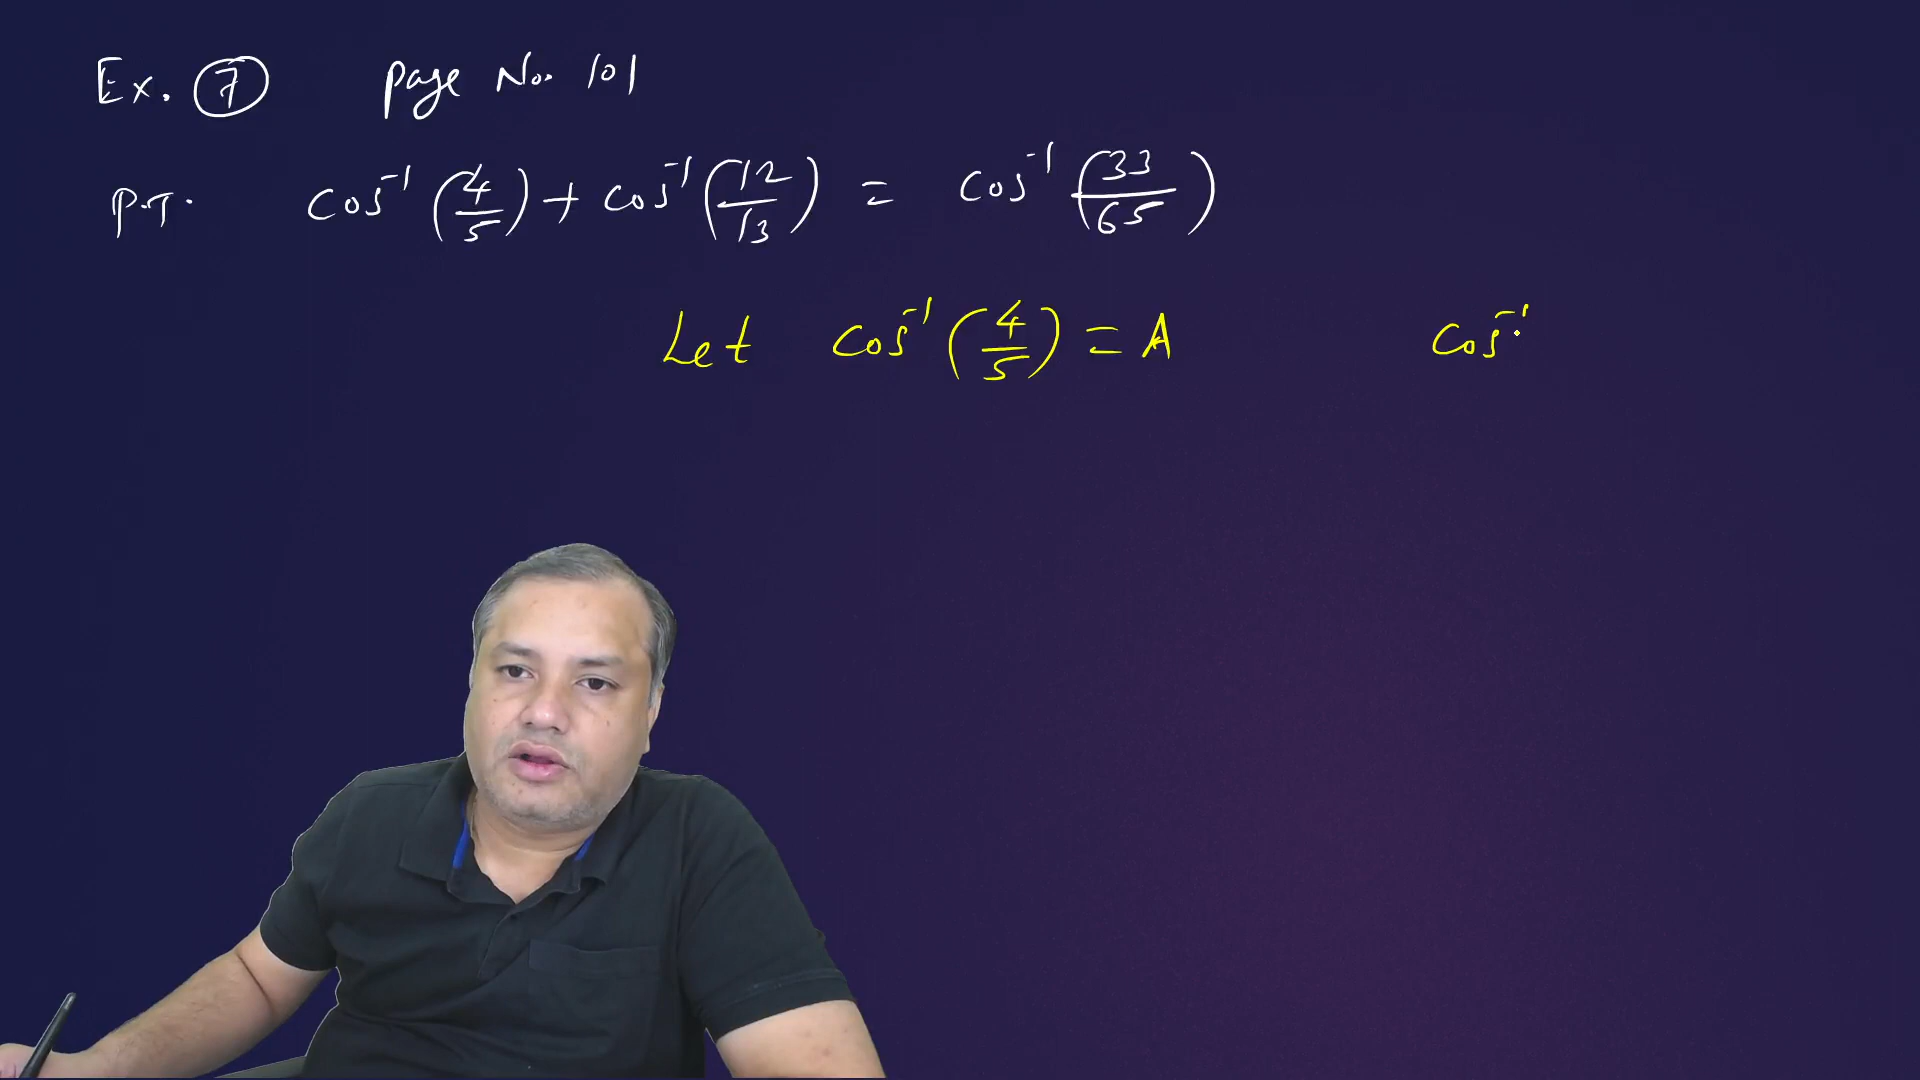 Ex. 7 Page No. 101
P.T. cos⁻¹(4/5) + cos⁻¹(12/13) = cos⁻¹(33/65)
Let cos⁻¹(4/5) = A cos⁻¹